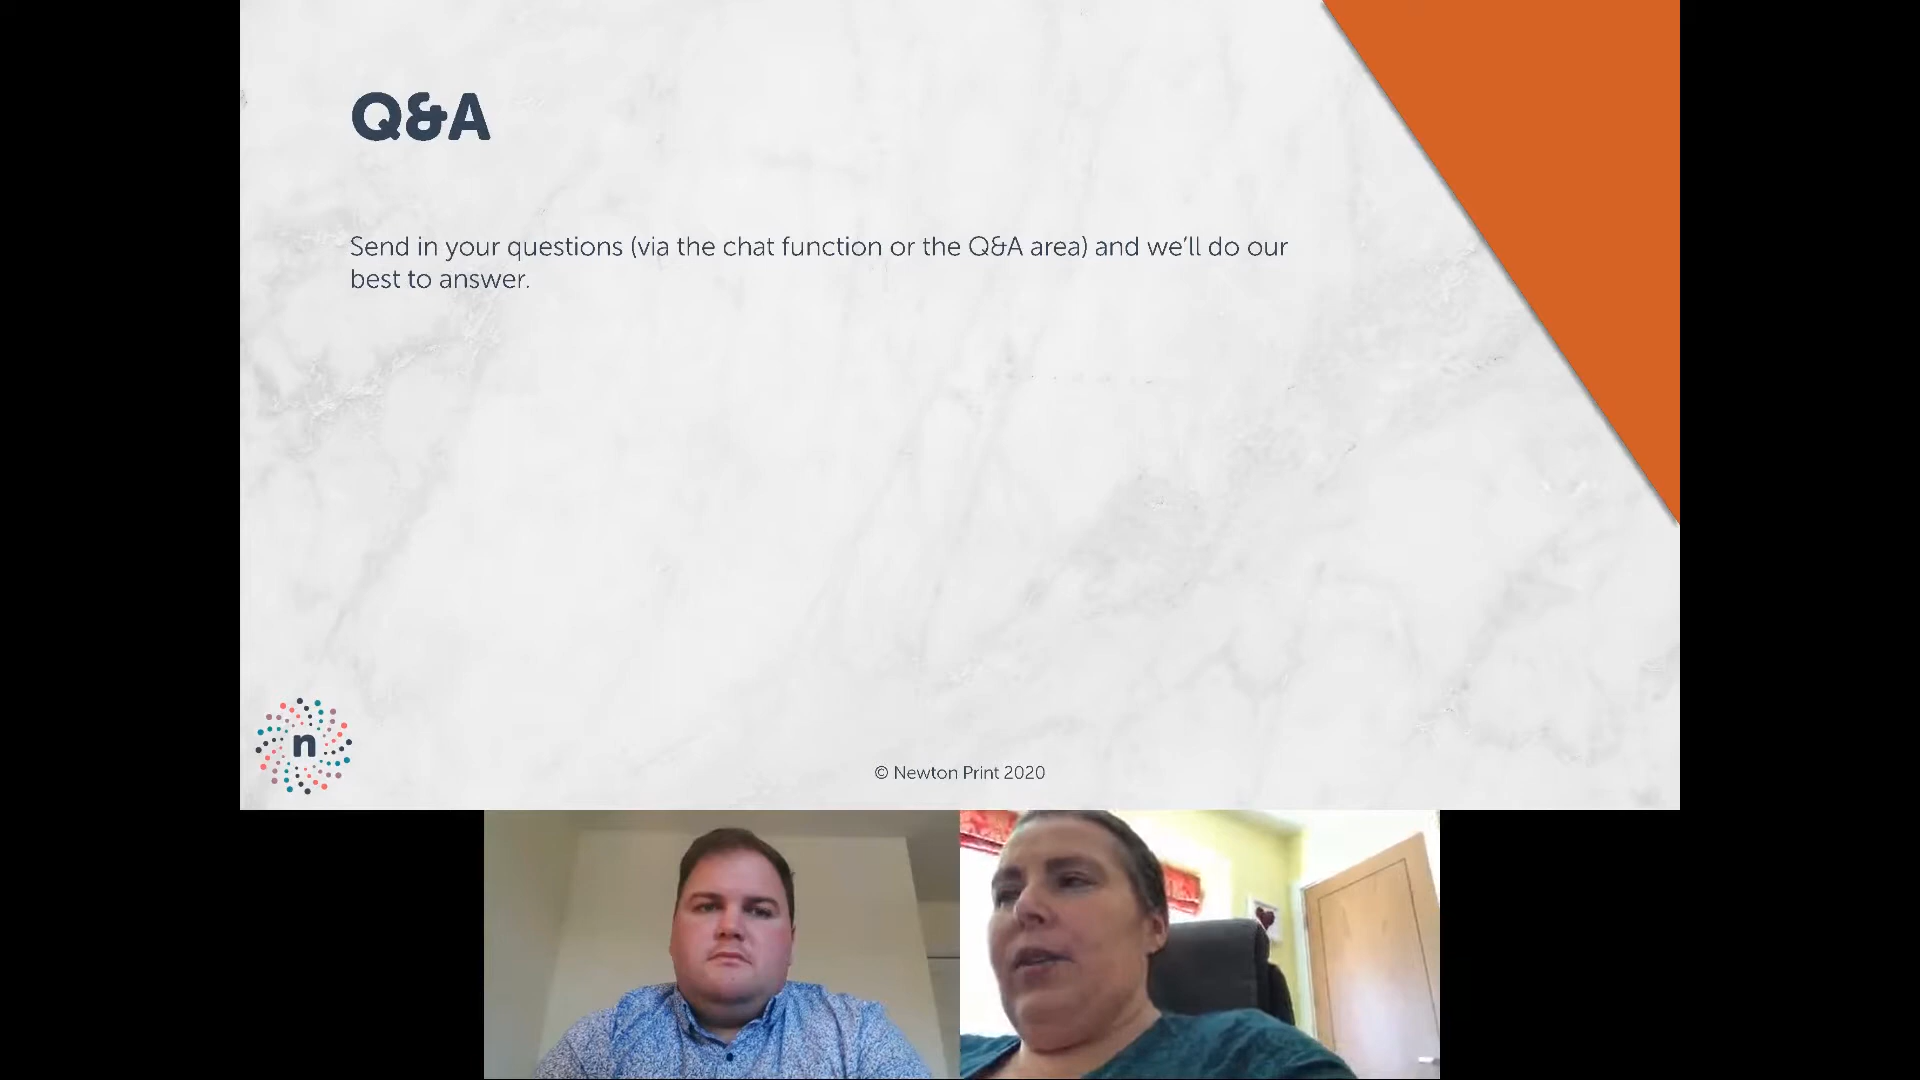 Q&A
Send in your questions (via the chat function or the Q&A area) and we’ll do our
best to answer.
n
© Newton Print 2020